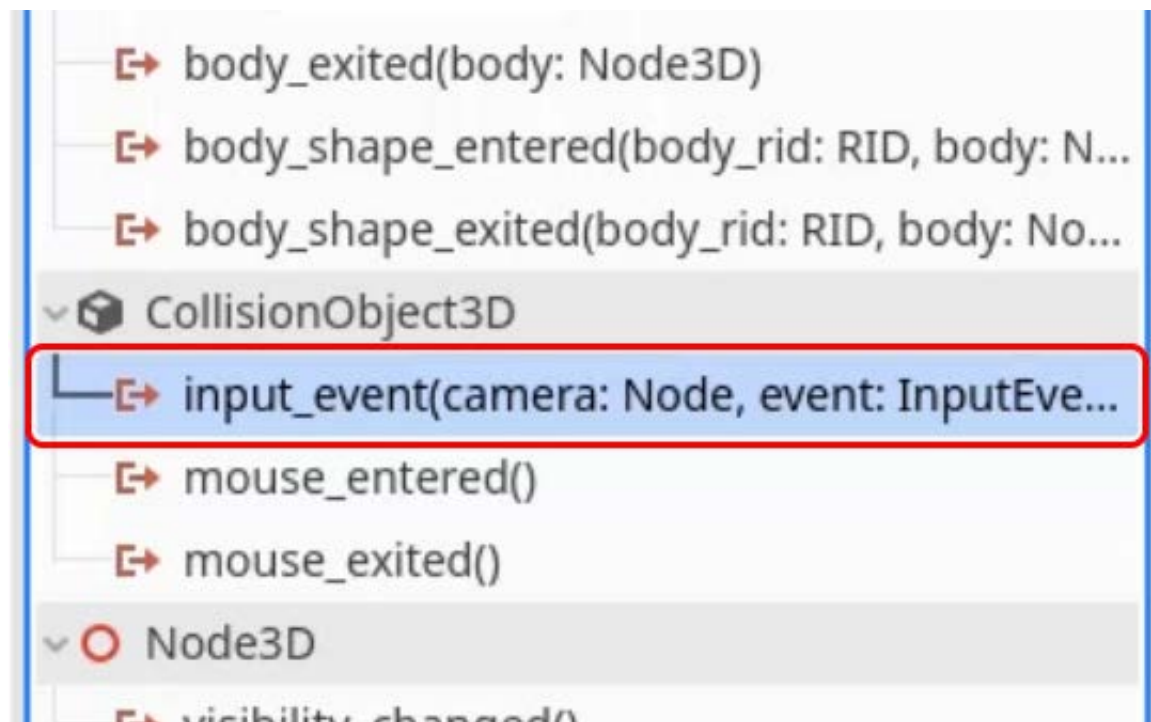 body_exited(body: Node3D)
body_shape_entered(body_rid: RID, body: N...
body_shape_exited(body_rid: RID, body: No...
CollisionObject3D
input_event(camera: Node, event: InputEve...
mouse_entered()
mouse_exited()
Node3D
visibility_changed()